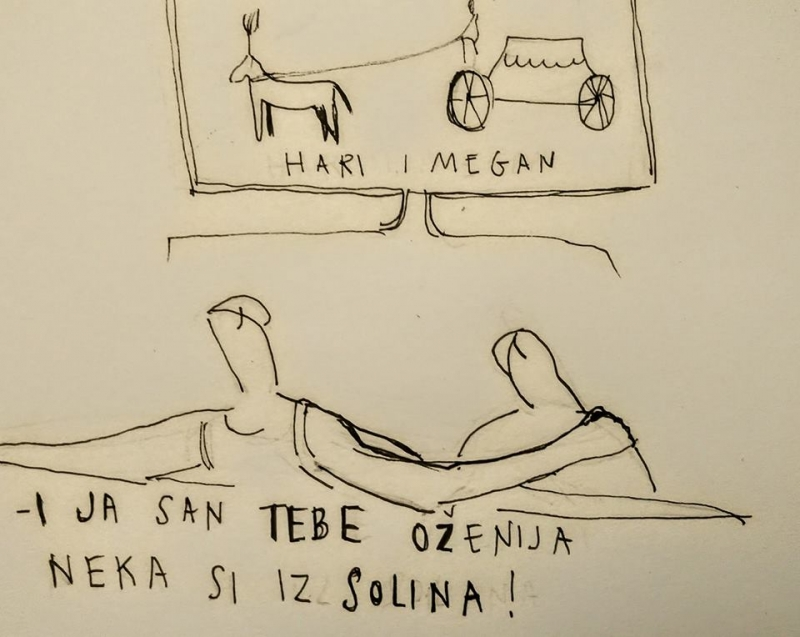 HARI I MEGAN
-I JA SAN TEBE OŽENIJA
NEKA SI IZ SOLINA!